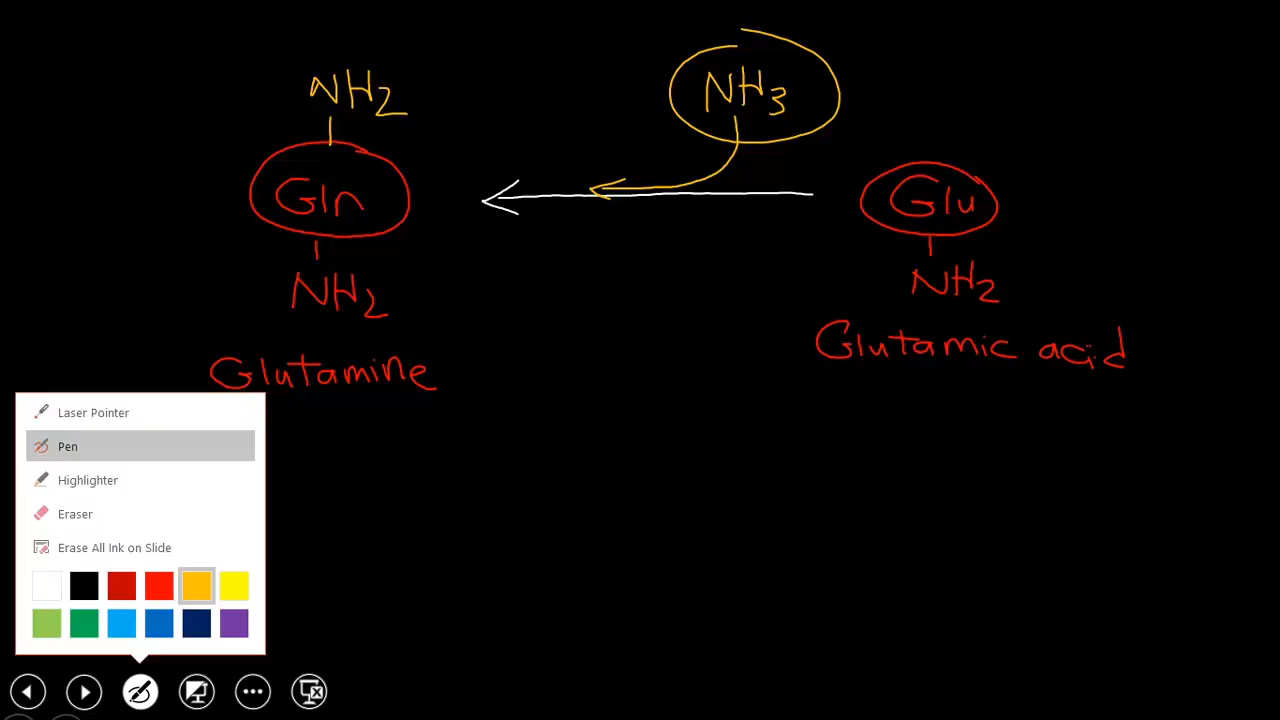 NH2
NH3
Gln
Glu
NH2
NH2
Glutamine
Glutamic acid
Laser Pointer
Pen
Highlighter
Eraser
Erase All Ink on Slide